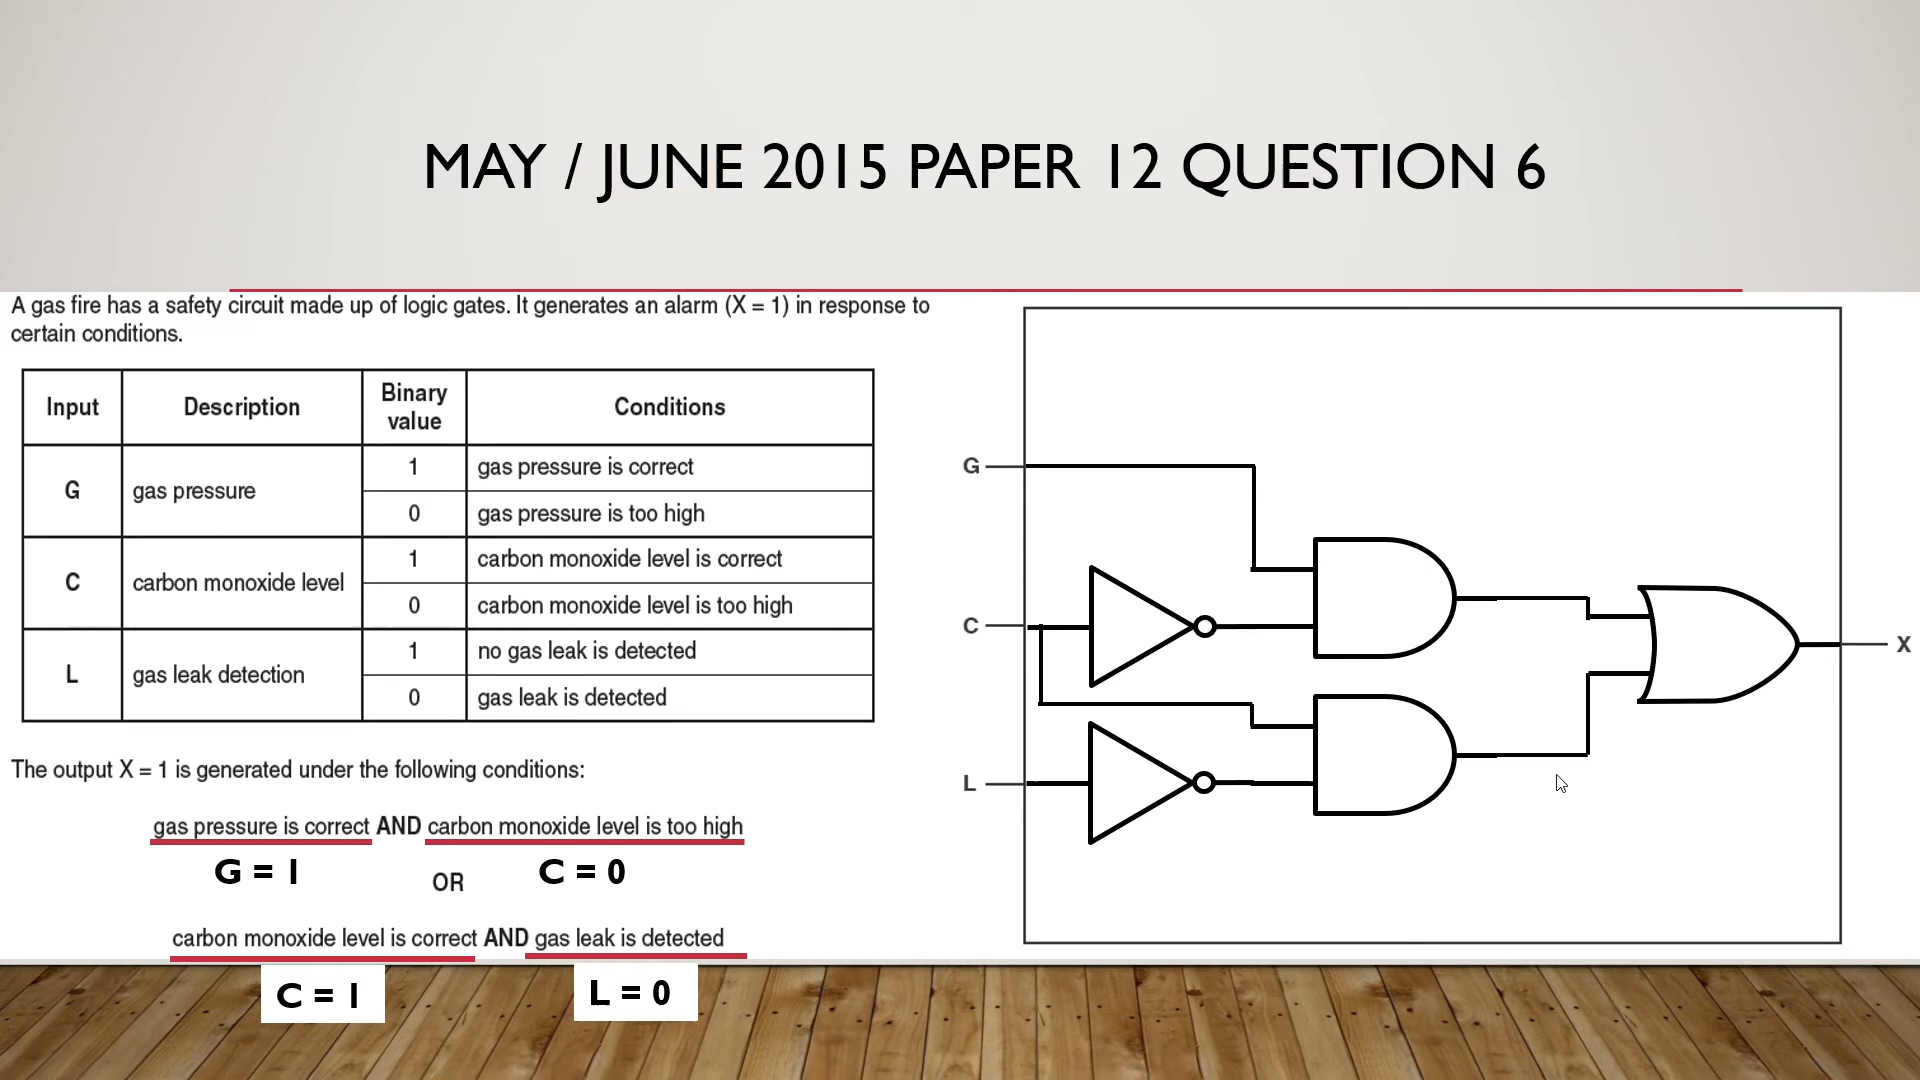 MAY / JUNE 2015 PAPER 12 QUESTION 6
A gas fire has a safety circuit made up of logic gates. It generates an alarm (X = 1) in response to
certain conditions.
Input Description Binary value Conditions
G gas pressure 1 gas pressure is correct
0 gas pressure is too high
C carbon monoxide level 1 carbon monoxide level is correct
0 carbon monoxide level is too high
L gas leak detection 1 no gas leak is detected
0 gas leak is detected
The output X = 1 is generated under the following conditions:
gas pressure is correct AND carbon monoxide level is too high
G = 1 C = 0
OR
carbon monoxide level is correct AND gas leak is detected
C = 1 L = 0
G
C
L
X